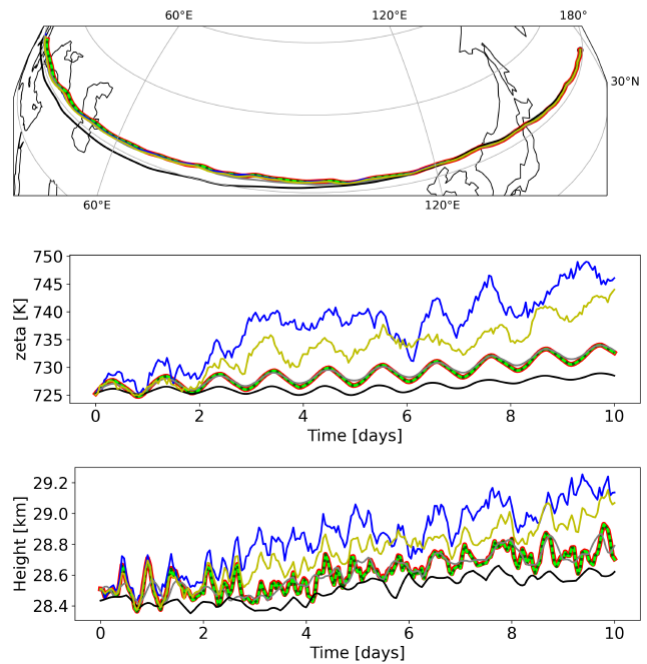 60°E 120°E 180°
30°N
60°E 120°E
750
745
740
735
730
725
zeta [K]
0 2 4 6 8 10
Time [days]
29.2
29.0
28.8
28.6
28.4
Height [km]
0 2 4 6 8 10
Time [days]